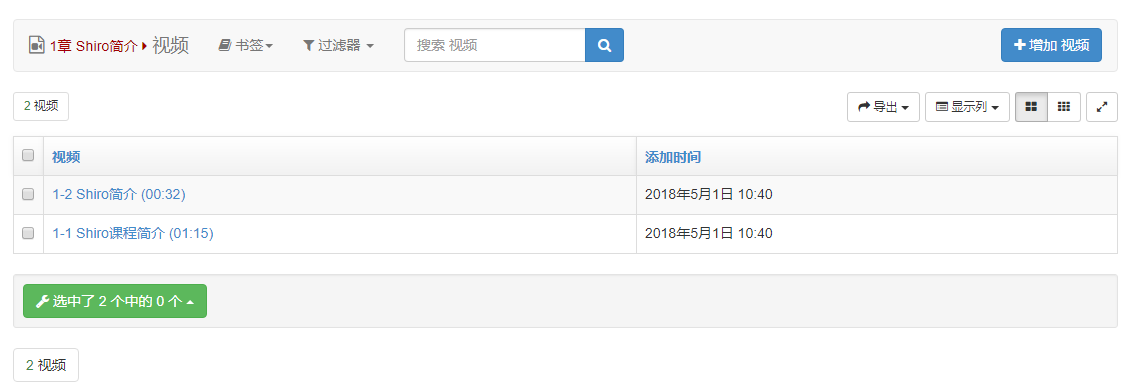 1章 Shiro简介 视频 书签 过滤器 搜索 视频 增加 视频
2 视频 导出 显示列
视频 添加时间
1-2 Shiro简介 (00:32) 2018年5月1日 10:40
1-1 Shiro课程简介 (01:15) 2018年5月1日 10:40
选中了 2 个中的 0 个
2 视频